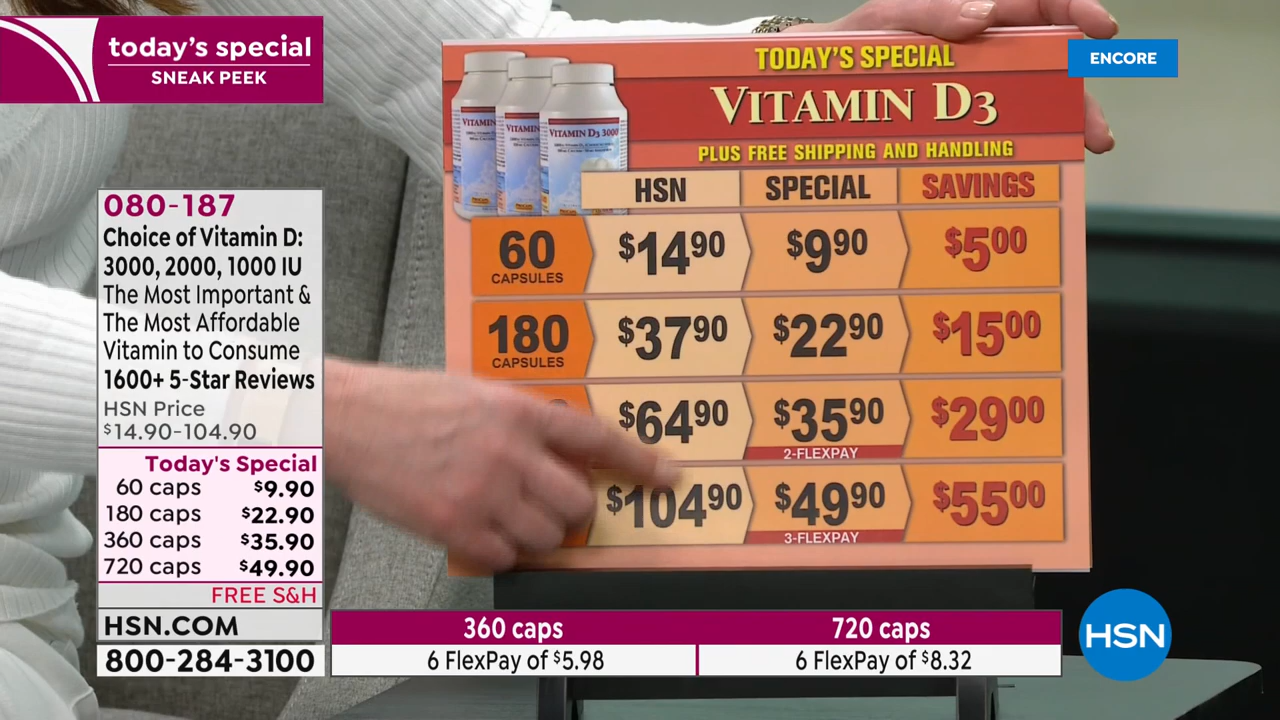 today's special
SNEAK PEEK
080-187
Choice of Vitamin D:
3000, 2000, 1000 IU
The Most Important &
The Most Affordable
Vitamin to Consume
1600+ 5-Star Reviews
HSN Price
$14.90-104.90
Today's Special
60 caps $9.90
180 caps $22.90
360 caps $35.90
720 caps $49.90
FREE S&H
HSN.COM
800-284-3100
TODAY'S SPECIAL
VITAMIN D3
PLUS FREE SHIPPING AND HANDLING
VITAMIN
VITAMIN
VITAMIN D3 3000
HSN SPECIAL SAVINGS
60 CAPSULES $14.90 $9.90 $5.00
180 CAPSULES $37.90 $22.90 $15.00
$64.90 $35.90 $29.00
2-FLEXPAY
$104.90 $49.90 $55.00
3-FLEXPAY
ENCORE
360 caps 720 caps
6 FlexPay of $5.98 6 FlexPay of $8.32
HSN